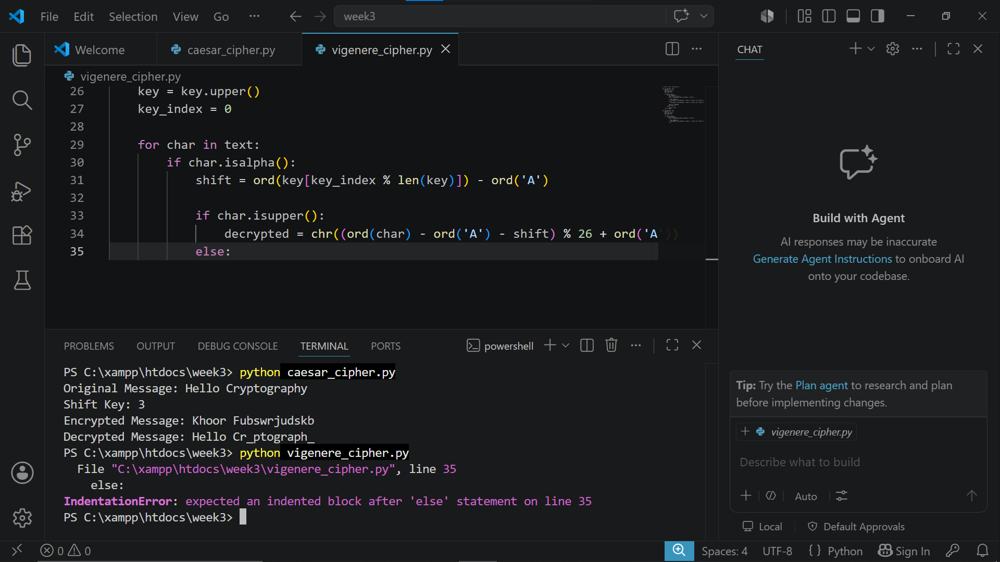 File Edit Selection View Go ··· week3
Welcome caesar_cipher.py vigenere_cipher.py
vigenere_cipher.py
26 key = key.upper()
27 key_index = 0
28
29 for char in text:
30 if char.isalpha():
31 shift = ord(key[key_index % len(key)]) - ord('A')
32
33 if char.isupper():
34 decrypted = chr((ord(char) - ord('A') - shift) % 26 + ord('A'))
35 else:
PROBLEMS OUTPUT DEBUG CONSOLE TERMINAL PORTS powershell
PS C:\xampp\htdocs\week3> python caesar_cipher.py
Original Message: Hello Cryptography
Shift Key: 3
Encrypted Message: Khoor Fubswrjudskb
Decrypted Message: Hello Cr_ptograph_
PS C:\xampp\htdocs\week3> python vigenere_cipher.py
File "C:\xampp\htdocs\week3\vigenere_cipher.py", line 35
else:
IndentationError: expected an indented block after 'else' statement on line 35
PS C:\xampp\htdocs\week3>
CHAT
Build with Agent
AI responses may be inaccurate
Generate Agent Instructions to onboard AI
onto your codebase.
Tip: Try the Plan agent to research and plan
before implementing changes.
vigenere_cipher.py
Describe what to build
Auto
Local Default Approvals
0 0 Spaces: 4 UTF-8 {} Python Sign In